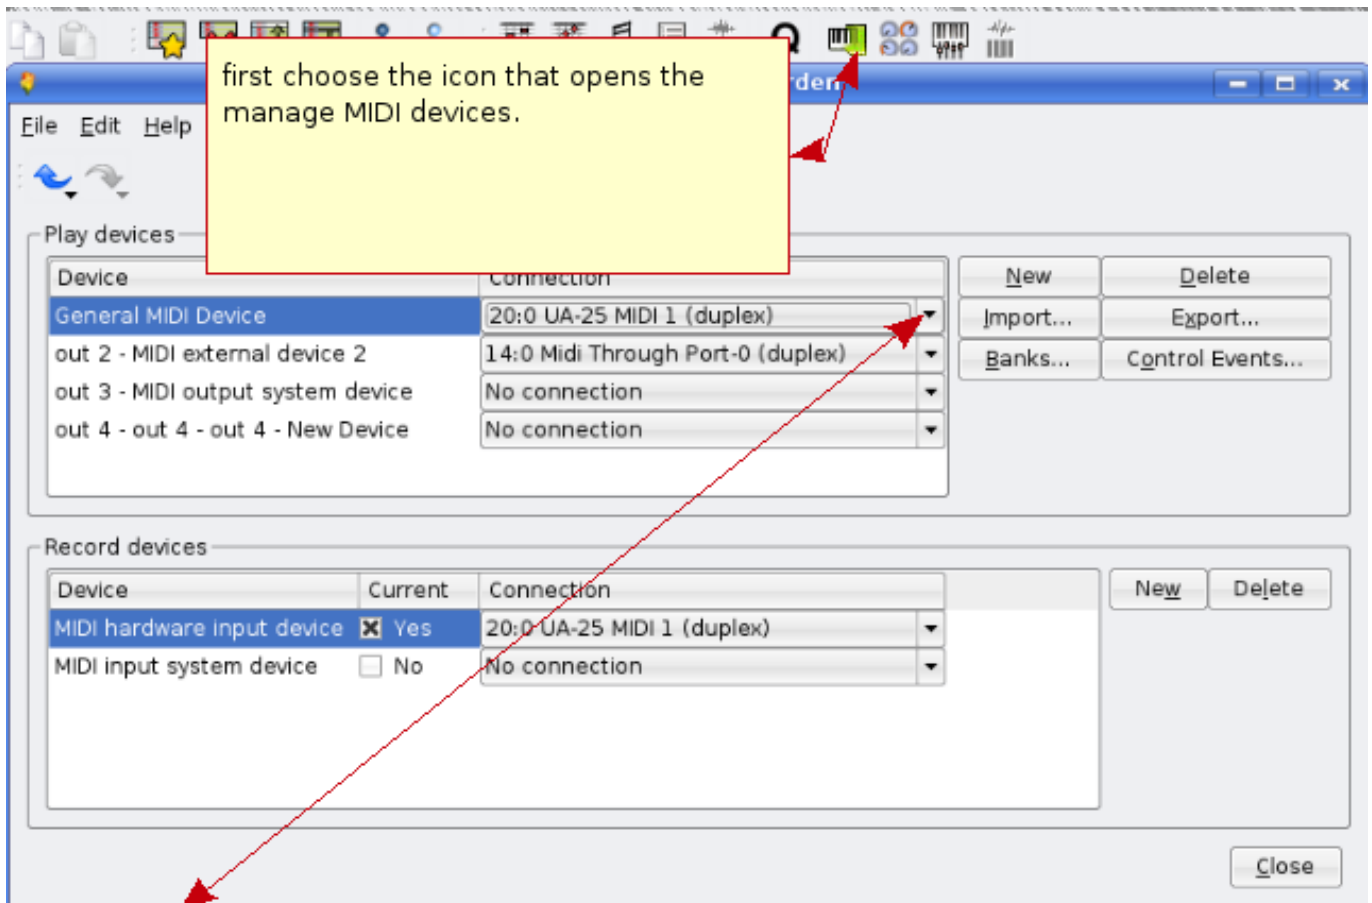 first choose the icon that opens the
manage MIDI devices.
File Edit Help
Play devices
Device Connection
General MIDI Device 20:0 UA-25 MIDI 1 (duplex)
out 2 - MIDI external device 2 14:0 Midi Through Port-0 (duplex)
out 3 - MIDI output system device No connection
out 4 - out 4 - out 4 - New Device No connection
New Delete
Import... Export...
Banks... Control Events...
Record devices
Device Current Connection
MIDI hardware input device Yes 20:0 UA-25 MIDI 1 (duplex)
MIDI input system device No No connection
New Delete
Close